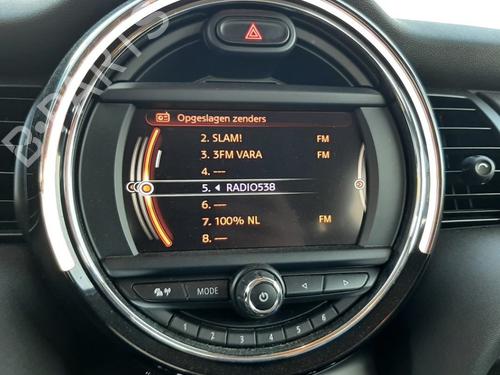 Opgeslagen zenders
2. SLAM! FM
3. 3FM VARA FM
4. ---
5. ◄ RADIO538
6. ---
7. 100% NL FM
8. ---
MODE
1 2 3 4 5 6
B-PARTS